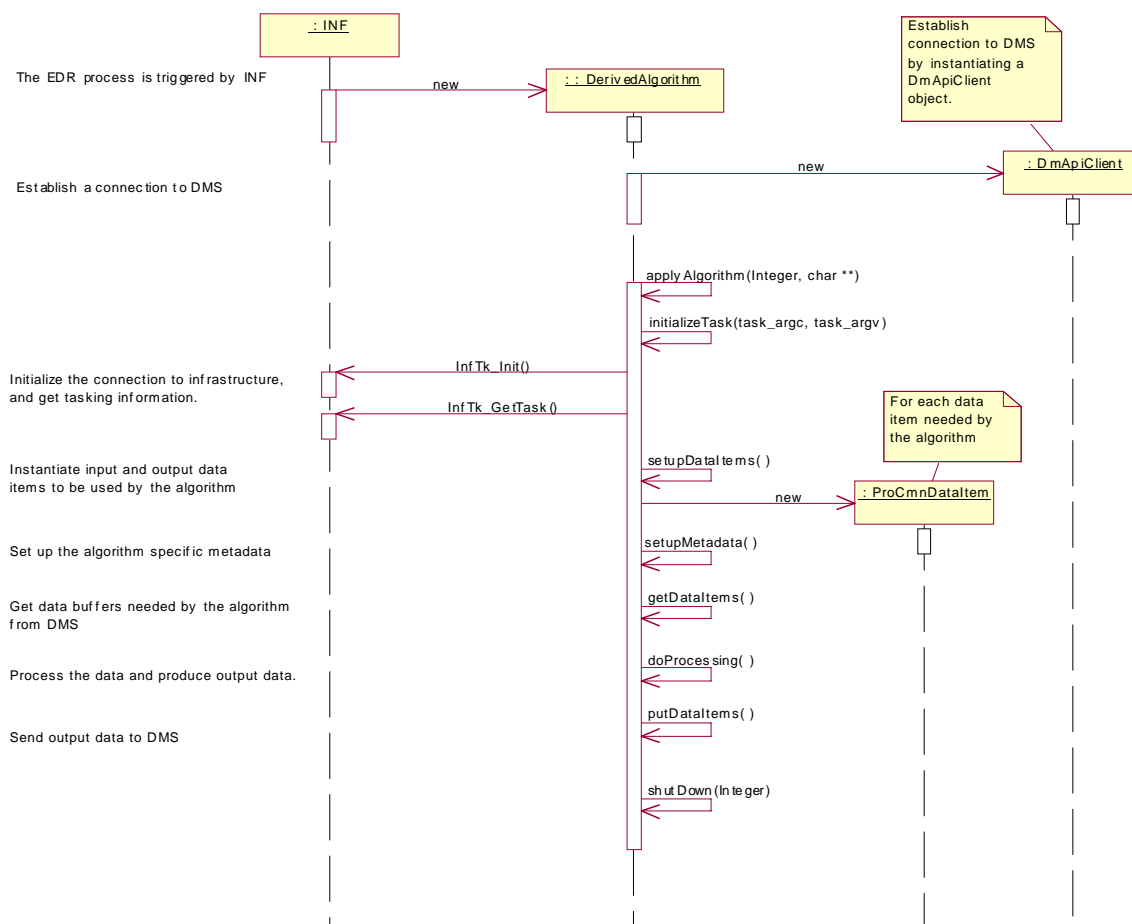 : INF
Establish
connection to DMS
by instantiating a
DmApiClient
object.
The EDR process is triggered by INF
new
: : DerivedAlgorithm
: DmApiClient
new
Establish a connection to DMS
applyAlgorithm(Integer, char **)
initializeTask(task_argc, task_argv)
InfTk_Init()
Initialize the connection to infrastructure,
and get tasking information.
InfTk_GetTask()
For each data
item needed by
the algorithm
Instantiate input and output data
items to be used by the algorithm
setupDataItems( )
new
: ProCmnDataItem
Set up the algorithm specific metadata
setupMetadata( )
Get data buffers needed by the algorithm
from DMS
getDataItems( )
Process the data and produce output data.
doProcessing( )
putDataItems( )
Send output data to DMS
shutDown(Integer)